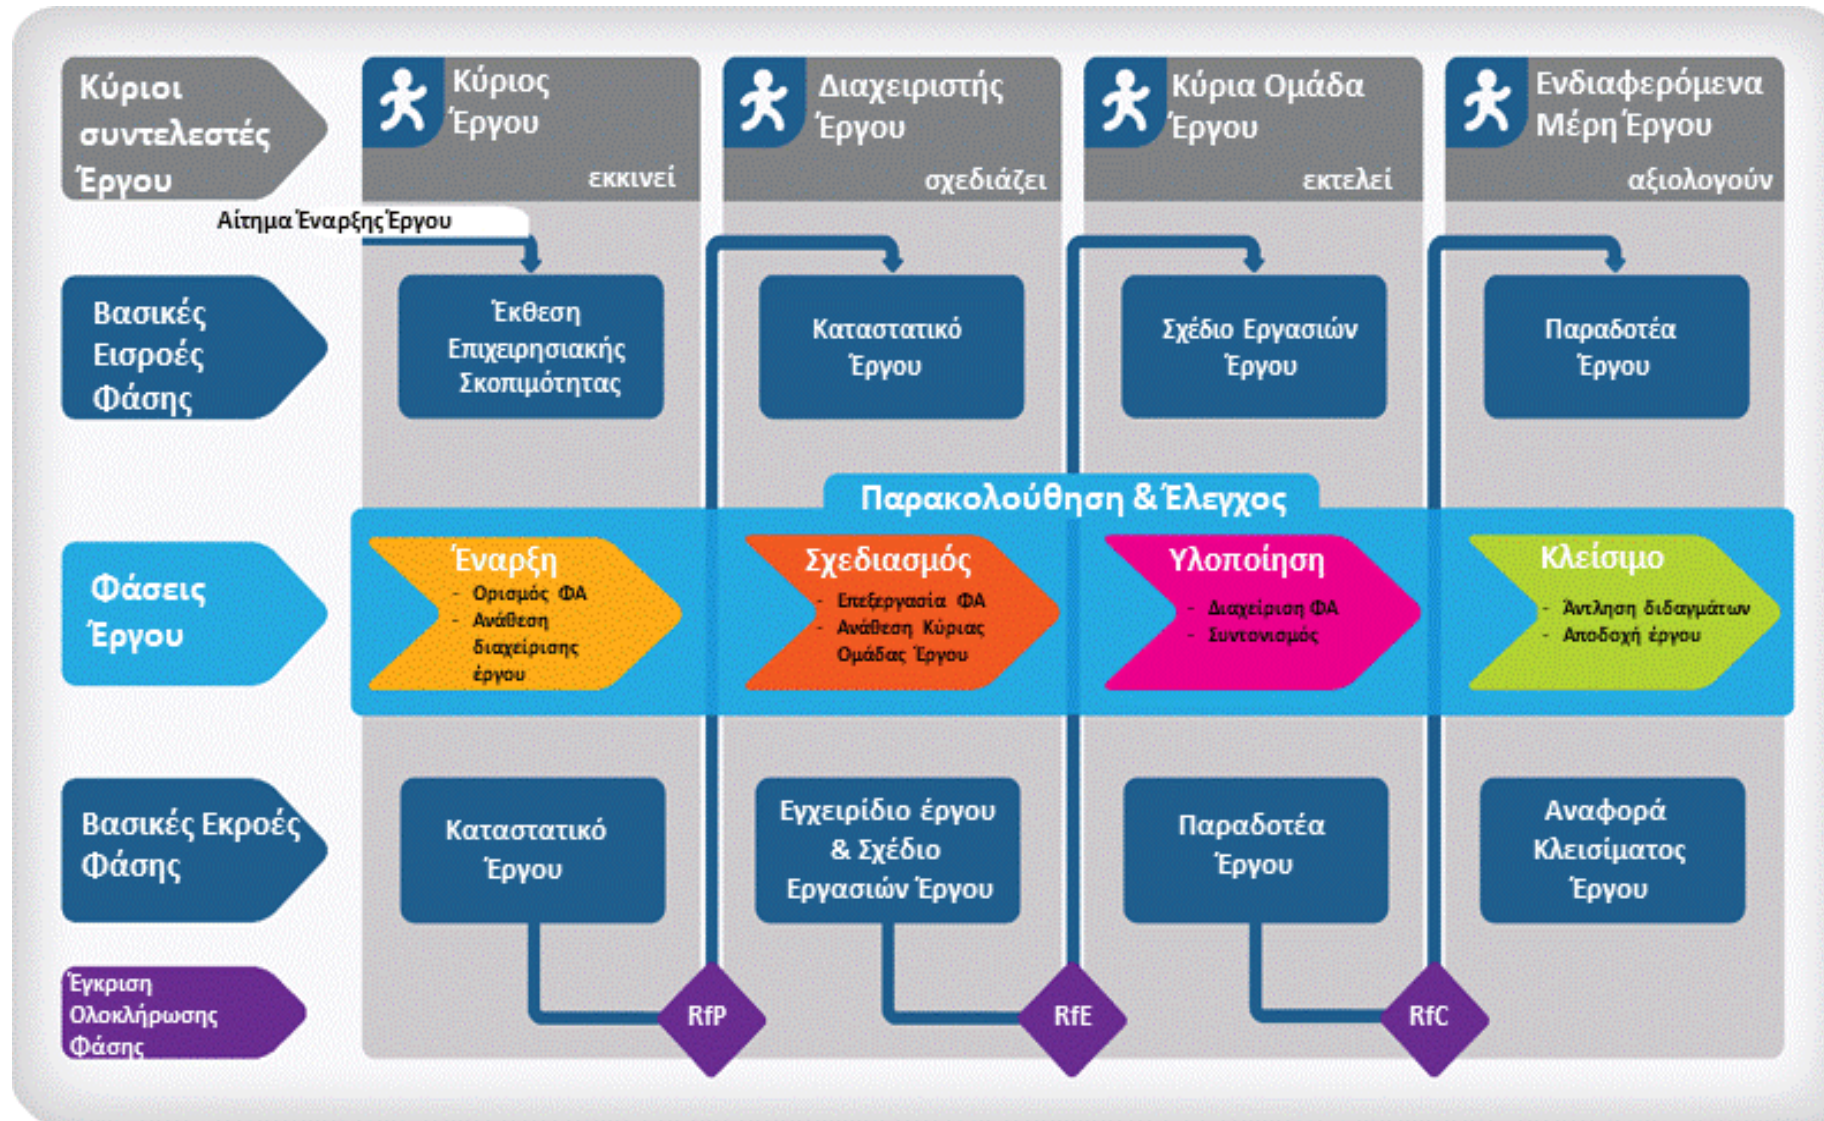 Κύριοι
συντελεστές
Έργου
Κύριος
Έργου
εκκινεί
Διαχειριστής
Έργου
σχεδιάζει
Κύρια Ομάδα
Έργου
εκτελεί
Ενδιαφερόμενα
Μέρη Έργου
αξιολογούν
Αίτημα Έναρξης Έργου
Βασικές
Εισροές
Φάσης
Έκθεση
Επιχειρησιακής
Σκοπιμότητας
Καταστατικό
Έργου
Σχέδιο Εργασιών
Έργου
Παραδοτέα
Έργου
Παρακολούθηση & Έλεγχος
Φάσεις
Έργου
Έναρξη
- Ορισμός ΦΑ
- Ανάθεση
διαχείρισης
έργου
Σχεδιασμός
- Επεξεργασία ΦΑ
- Ανάθεση Κύριας
Ομάδας Έργου
Υλοποίηση
- Διαχείριση ΦΑ
- Συντονισμός
Κλείσιμο
- Άντληση διδαγμάτων
- Αποδοχή έργου
Βασικές Εκροές
Φάσης
Καταστατικό
Έργου
Εγχειρίδιο έργου
& Σχέδιο
Εργασιών Έργου
Παραδοτέα
Έργου
Αναφορά
Κλεισίματος
Έργου
Έγκριση
Ολοκλήρωσης
Φάσης
RfP
RfE
RfC